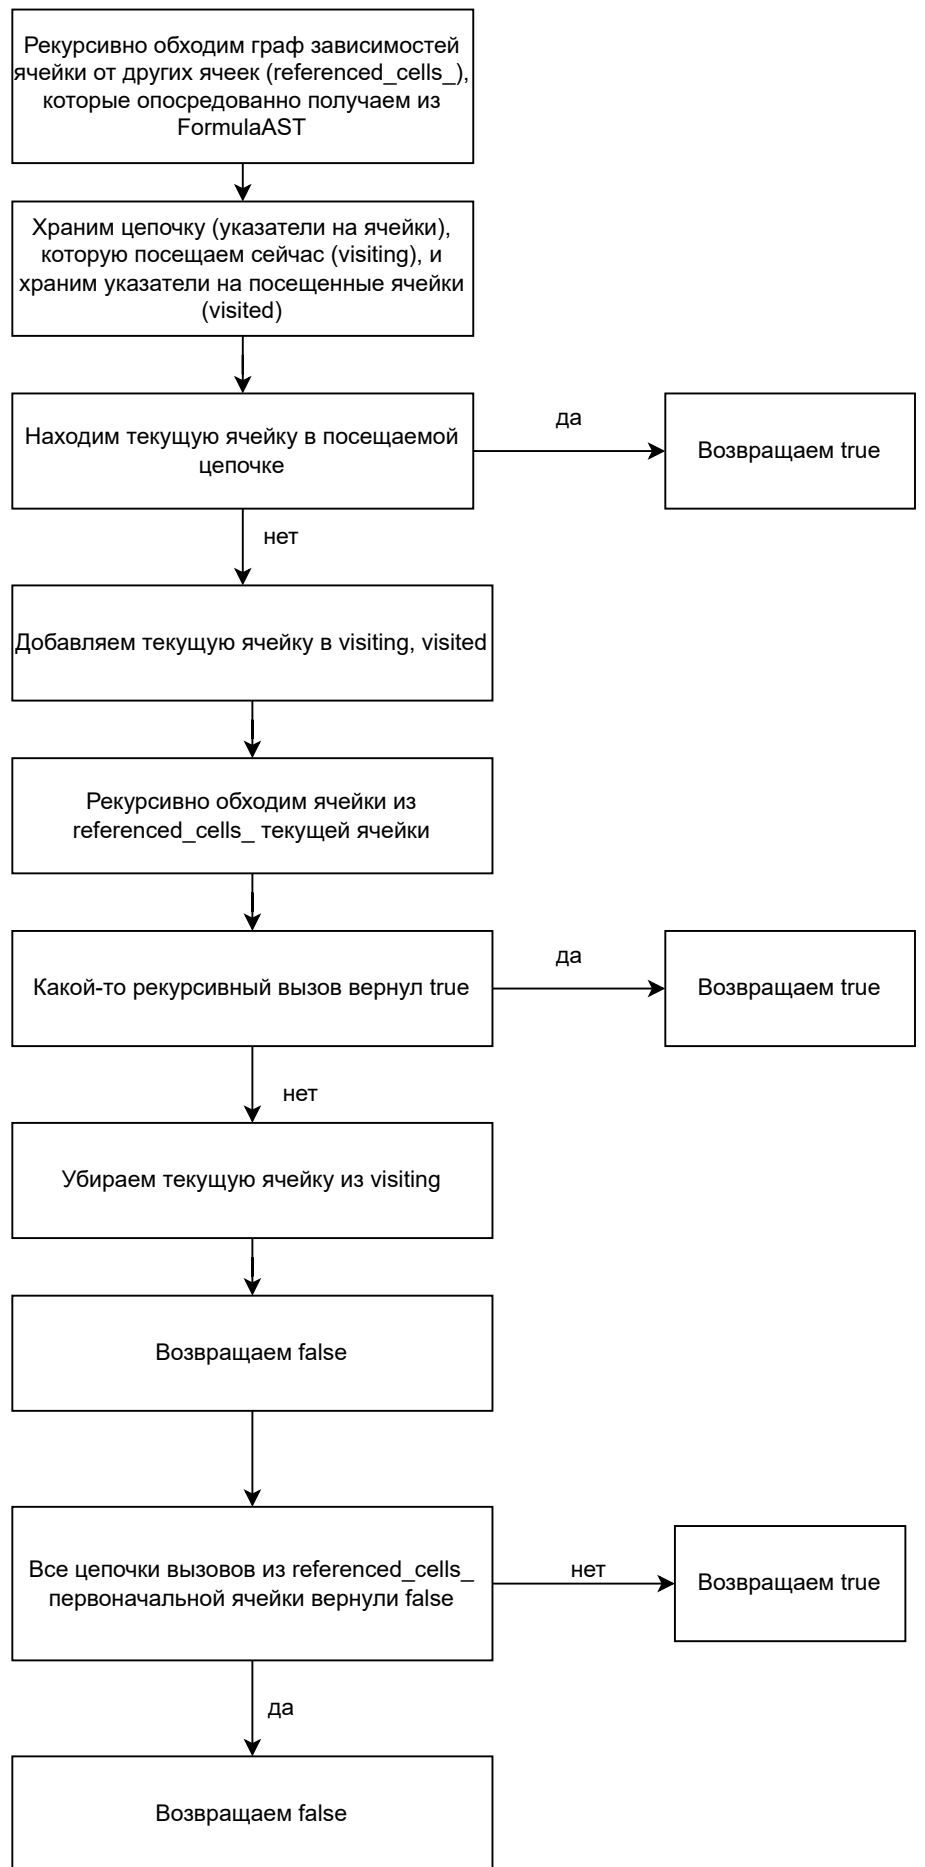 Рекурсивно обходим граф зависимостей
ячейки от других ячеек (referenced_cells_),
которые опосредованно получаем из
FormulaAST
Храним цепочку (указатели на ячейки),
которую посещаем сейчас (visiting), и
храним указатели на посещенные ячейки
(visited)
Находим текущую ячейку в посещаемой
цепочке
да
Возвращаем true
нет
Добавляем текущую ячейку в visiting, visited
Рекурсивно обходим ячейки из
referenced_cells_ текущей ячейки
Какой-то рекурсивный вызов вернул true
да
Возвращаем true
нет
Убираем текущую ячейку из visiting
Возвращаем false
Все цепочки вызовов из referenced_cells_
первоначальной ячейки вернули false
нет
Возвращаем true
да
Возвращаем false